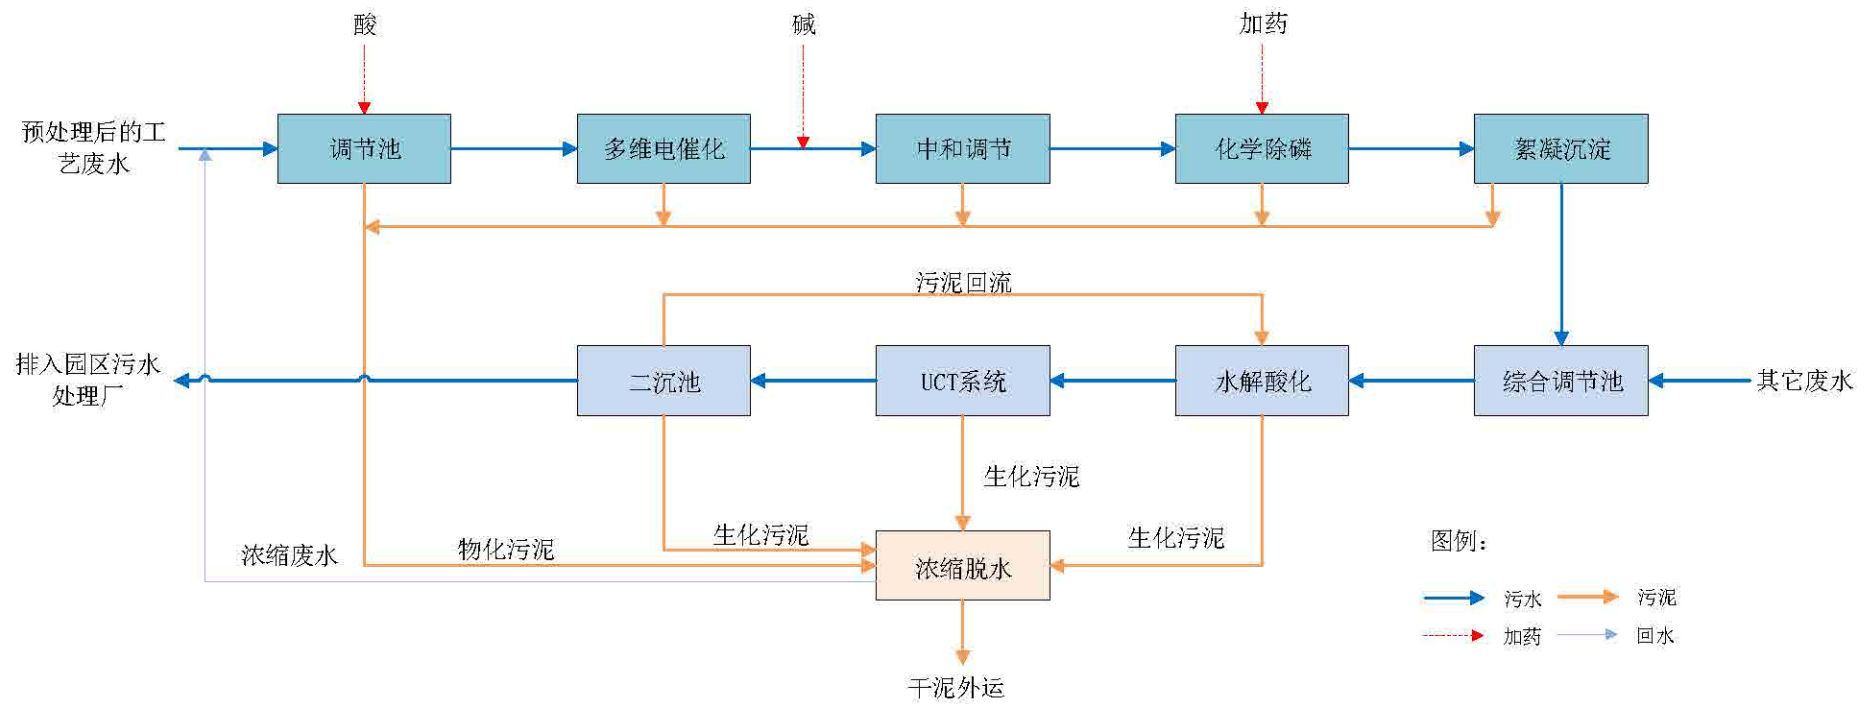 酸
碱
加药
预处理后的工
艺废水
调节池
多维电催化
中和调节
化学除磷
絮凝沉淀
污泥回流
排入园区污水
处理厂
二沉池
UCT系统
水解酸化
综合调节池
其它废水
生化污泥
浓缩废水
物化污泥
生化污泥
生化污泥
浓缩脱水
干泥外运
图例：
污水
污泥
加药
回水